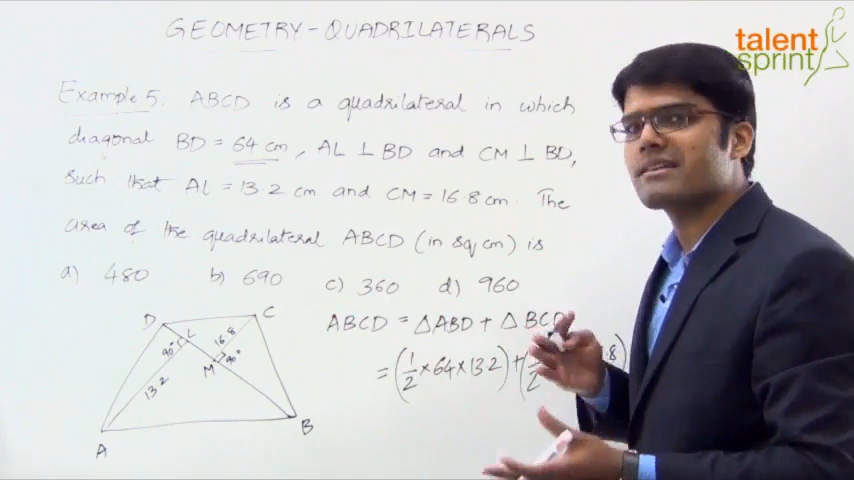 GEOMETRY - QUADRILATERALS
talent
sprint
Example 5: ABCD is a quadrilateral in which
diagonal BD = 64 cm, AL ⊥ BD and CM ⊥ BD,
such that AL = 13.2 cm and CM = 16.8 cm. The
area of the quadrilateral ABCD (in sq cm) is
a) 480 b) 690 c) 360 d) 960
D L C
90° 16.8
M 90°
13.2
A B
ABCD = ΔABD + Δ BCD
= (1/2 × 64 × 13.2) + ( /2 .8)